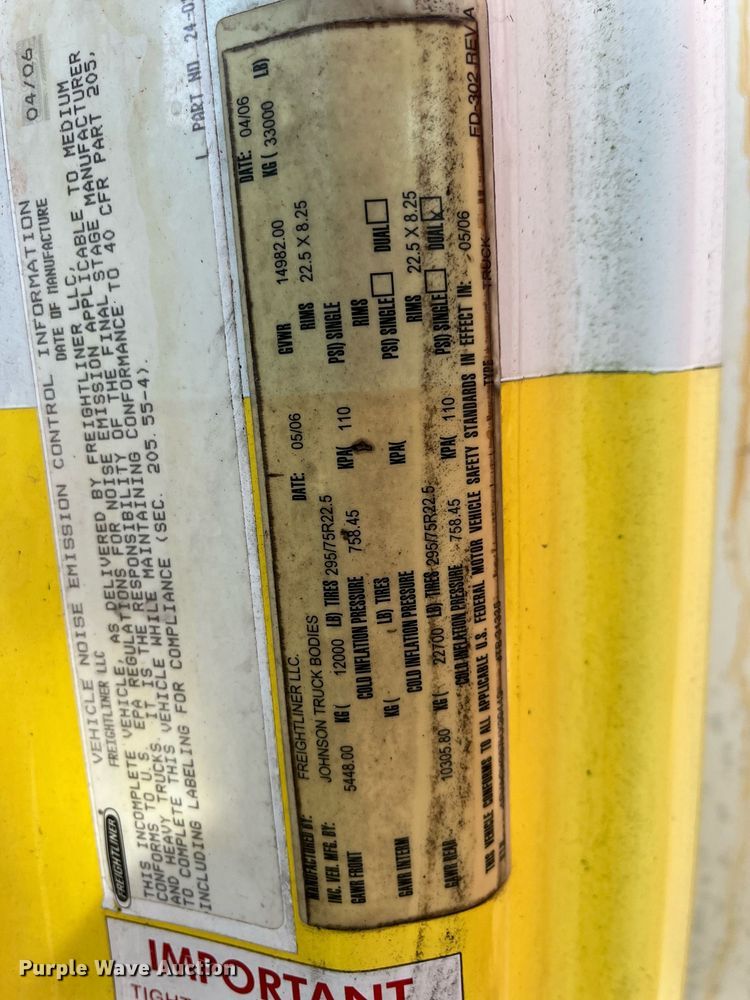 04/06
VEHICLE NOISE EMISSION CONTROL INFORMATION
FREIGHTLINER LLC DATE OF MANUFACTURE
FREIGHTLINER
THIS INCOMPLETE VEHICLE, AS DELIVERED BY FREIGHTLINER LLC,
CONFORMS TO U.S. EPA REGULATIONS FOR NOISE EMISSION APPLICABLE TO MEDIUM
AND HEAVY TRUCKS. IT IS THE RESPONSIBILITY OF THE FINAL STAGE MANUFACTURER
TO COMPLETE THIS VEHICLE WHILE MAINTAINING CONFORMANCE TO 40 CFR PART 205,
INCLUDING LABELING FOR COMPLIANCE (SEC. 205.55-4).
PART NO. 24-0
MANUFACTURED BY: FREIGHTLINER LLC. DATE: 04/06
INC. VEH. MFG. BY: JOHNSON TRUCK BODIES DATE: 05/06 GVWR 14982.00 KG ( 33000 LB)
GAWR FRONT 5448.00 KG ( 12000 LB) TIRES 295/75R22.5 RIMS 22.5 X 8.25
COLD INFLATION PRESSURE 758.45 KPA( 110 PSI) SINGLE DUAL
GAWR INTERM KG ( LB) TIRES RIMS
COLD INFLATION PRESSURE KPA( PSI) SINGLE DUAL
GAWR REAR 10305.80 KG ( 22700 LB) TIRES 295/75R22.5 RIMS 22.5 X 8.25
COLD INFLATION PRESSURE 758.45 KPA( 110 PSI) SINGLE DUAL
THIS VEHICLE CONFORMS TO ALL APPLICABLE U.S. FEDERAL MOTOR VEHICLE SAFETY STANDARDS IN EFFECT IN: 05/06
TYPE TRUCK
FD-302 REV A
IMPORTANT
Purple Wave Auction